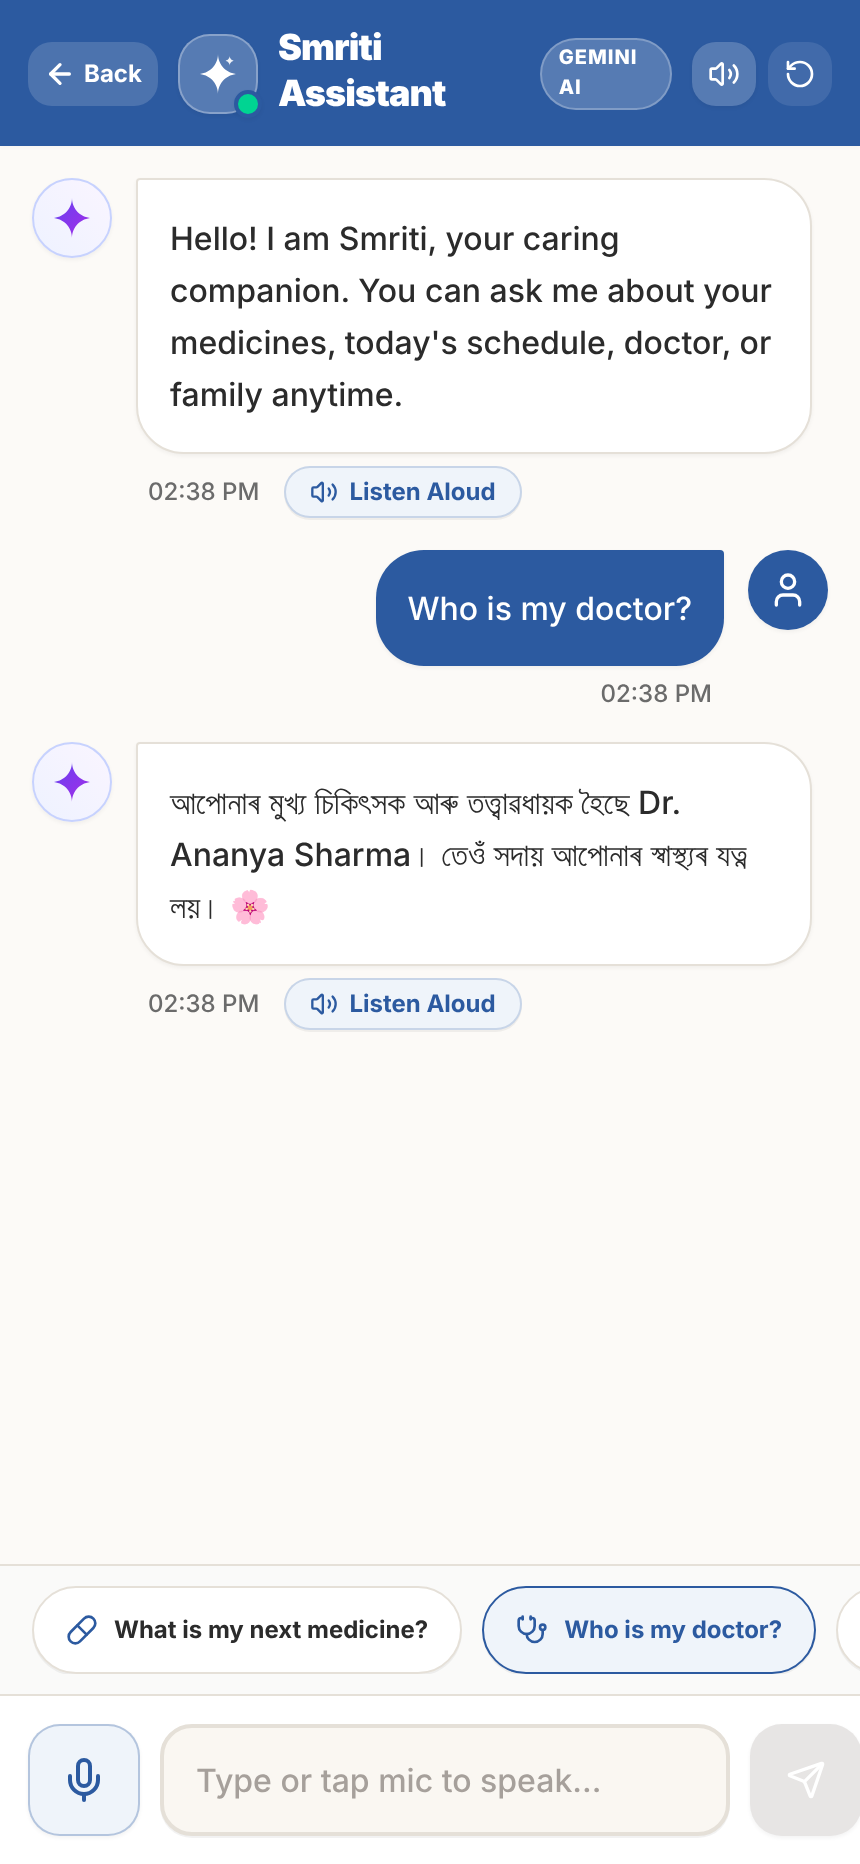 Back
Smriti
Assistant
GEMINI
AI
Hello! I am Smriti, your caring
companion. You can ask me about your
medicines, today's schedule, doctor, or
family anytime.
02:38 PM
Listen Aloud
Who is my doctor?
02:38 PM
আপোনাৰ মুখ্য চিকিৎসক আৰু তত্ত্বাৱধায়ক হৈছে Dr.
Ananya Sharma। তেওঁ সদায় আপোনাৰ স্বাস্থ্যৰ যত্ন
লয়। 🌸
02:38 PM
Listen Aloud
What is my next medicine?
Who is my doctor?
Type or tap mic to speak...